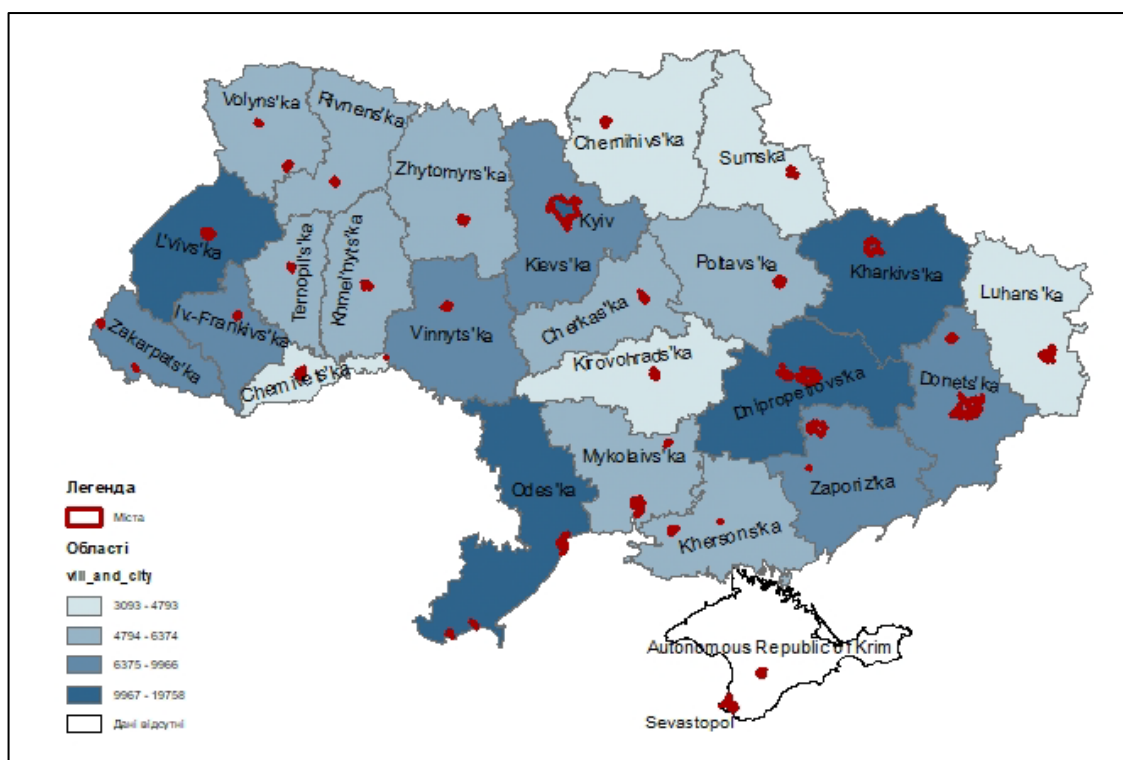 Volyns'ka
Rivnens'ka
Zhytomyrs'ka
Chernihivs'ka
Sumska
L'vivs'ka
Ternopil's'ka
Khmel'nyts'ka
Kyiv
Kievs'ka
Poltavs'ka
Kharkivs'ka
Luhans'ka
Zakarpats'ka
Iv.-Frankivs'ka
Chernivets'ka
Vinnyts'ka
Cherkas'ka
Kirovohrads'ka
Dnipropetrovs'ka
Donets'ka
Odes'ka
Mykolaivs'ka
Zaporiz'ka
Khersons'ka
Autonomous Republic of Krim
Sevastopol
Легенда
Міста
Області
vill_and_city
3093 - 4793
4794 - 6374
6375 - 9966
9967 - 19758
Дані відсутні